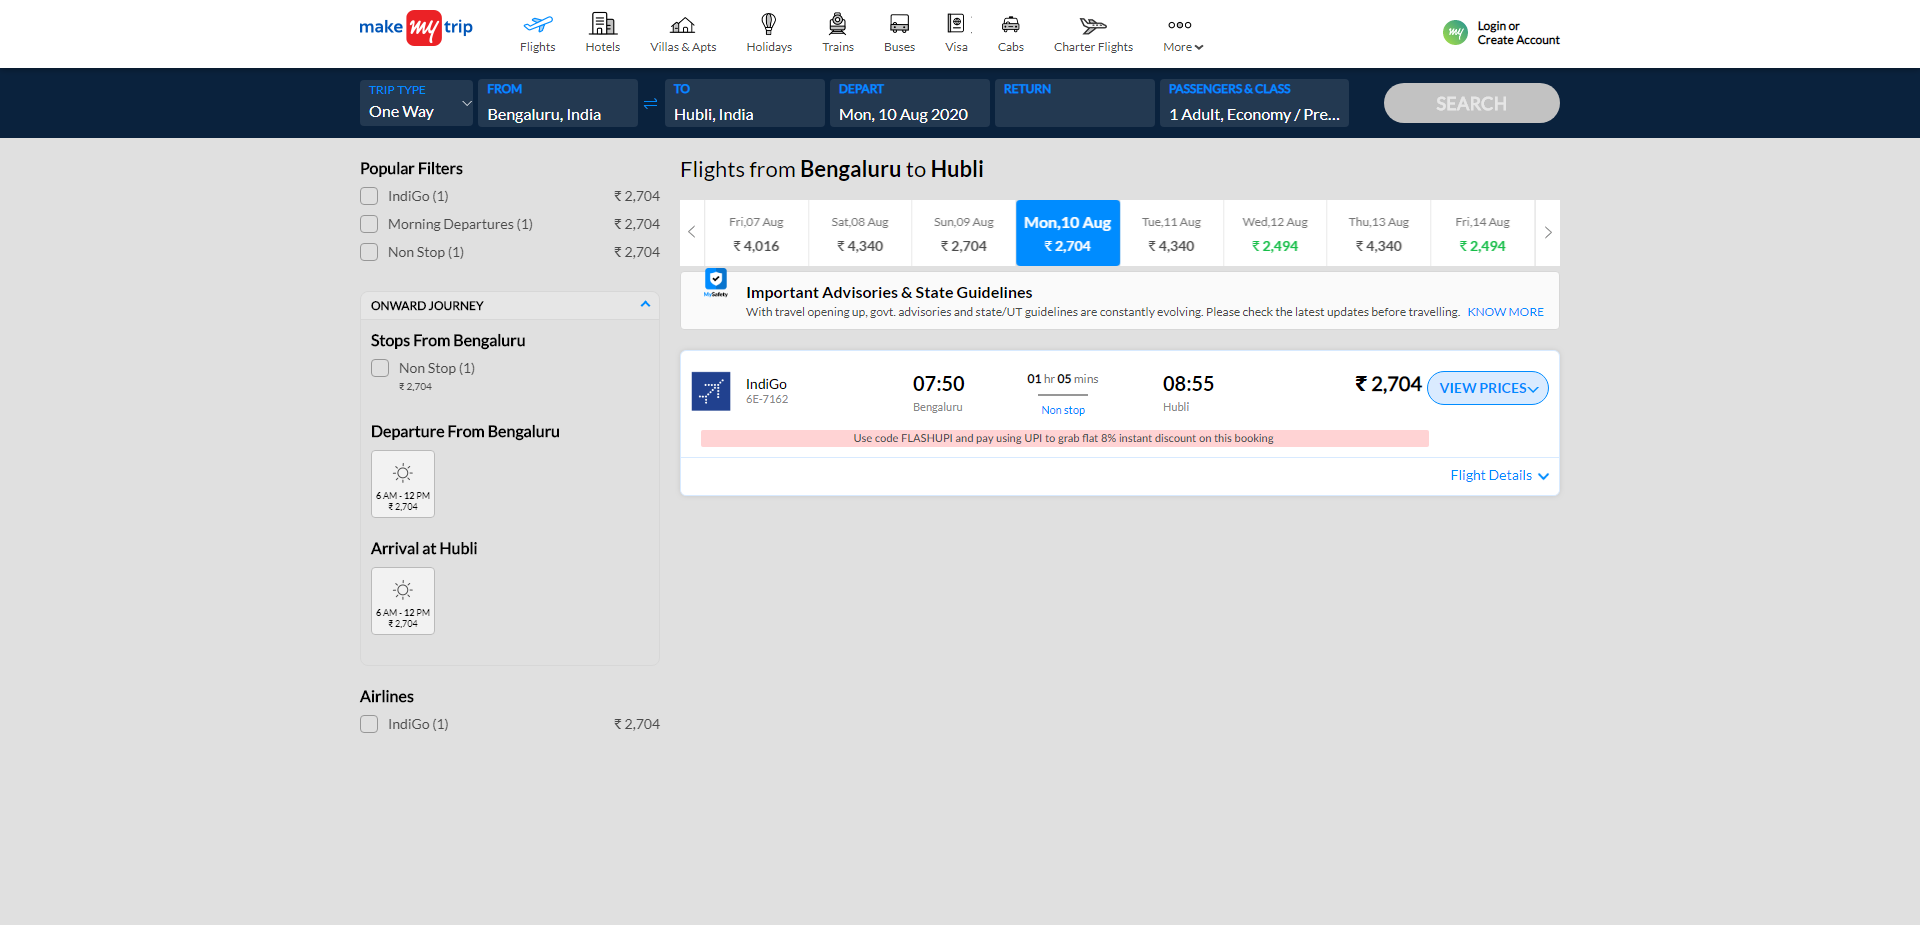 make my trip
Flights
Hotels
Villas & Apts
Holidays
Trains
Buses
Visa
Cabs
Charter Flights
More
my
Login or
Create Account
TRIP TYPE
One Way
FROM
Bengaluru, India
TO
Hubli, India
DEPART
Mon, 10 Aug 2020
RETURN
PASSENGERS & CLASS
1 Adult, Economy / Pre...
SEARCH
Popular Filters
IndiGo (1) ₹ 2,704
Morning Departures (1) ₹ 2,704
Non Stop (1) ₹ 2,704
ONWARD JOURNEY
Stops From Bengaluru
Non Stop (1)
₹ 2,704
Departure From Bengaluru
6 AM - 12 PM
₹ 2,704
Arrival at Hubli
6 AM - 12 PM
₹ 2,704
Airlines
IndiGo (1) ₹ 2,704
Flights from Bengaluru to Hubli
Fri,07 Aug
₹ 4,016
Sat,08 Aug
₹ 4,340
Sun,09 Aug
₹ 2,704
Mon,10 Aug
₹ 2,704
Tue,11 Aug
₹ 4,340
Wed,12 Aug
₹ 2,494
Thu,13 Aug
₹ 4,340
Fri,14 Aug
₹ 2,494
MySafety
Important Advisories & State Guidelines
With travel opening up, govt. advisories and state/UT guidelines are constantly evolving. Please check the latest updates before travelling. KNOW MORE
IndiGo
6E-7162
07:50
Bengaluru
01 hr 05 mins
Non stop
08:55
Hubli
₹ 2,704
VIEW PRICES
Use code FLASHUPI and pay using UPI to grab flat 8% instant discount on this booking
Flight Details